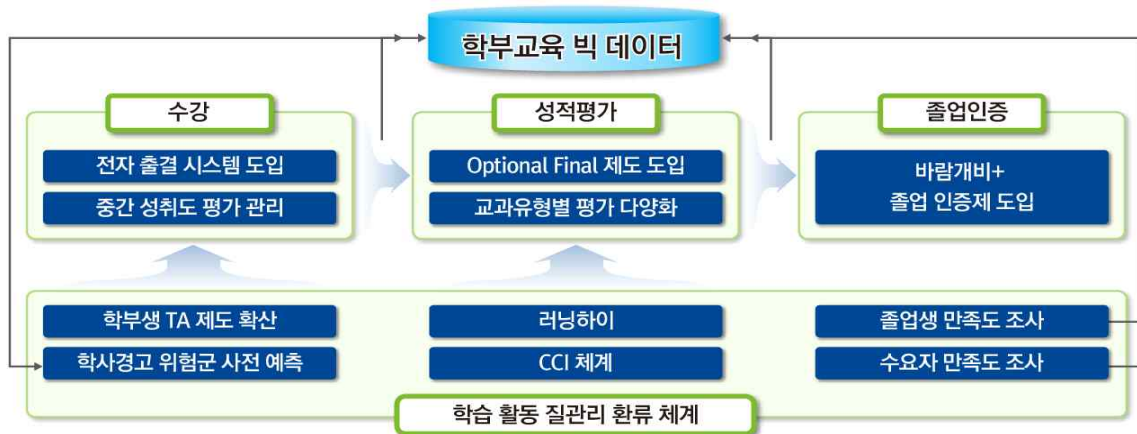 학부교육 빅 데이터
수강
성적평가
졸업인증
전자 출결 시스템 도입
중간 성취도 평가 관리
Optional Final 제도 도입
교과유형별 평가 다양화
바람개비+
졸업 인증제 도입
학부생 TA 제도 확산
러닝하이
졸업생 만족도 조사
학사경고 위험군 사전 예측
CCI 체계
수요자 만족도 조사
학습 활동 질관리 환류 체계